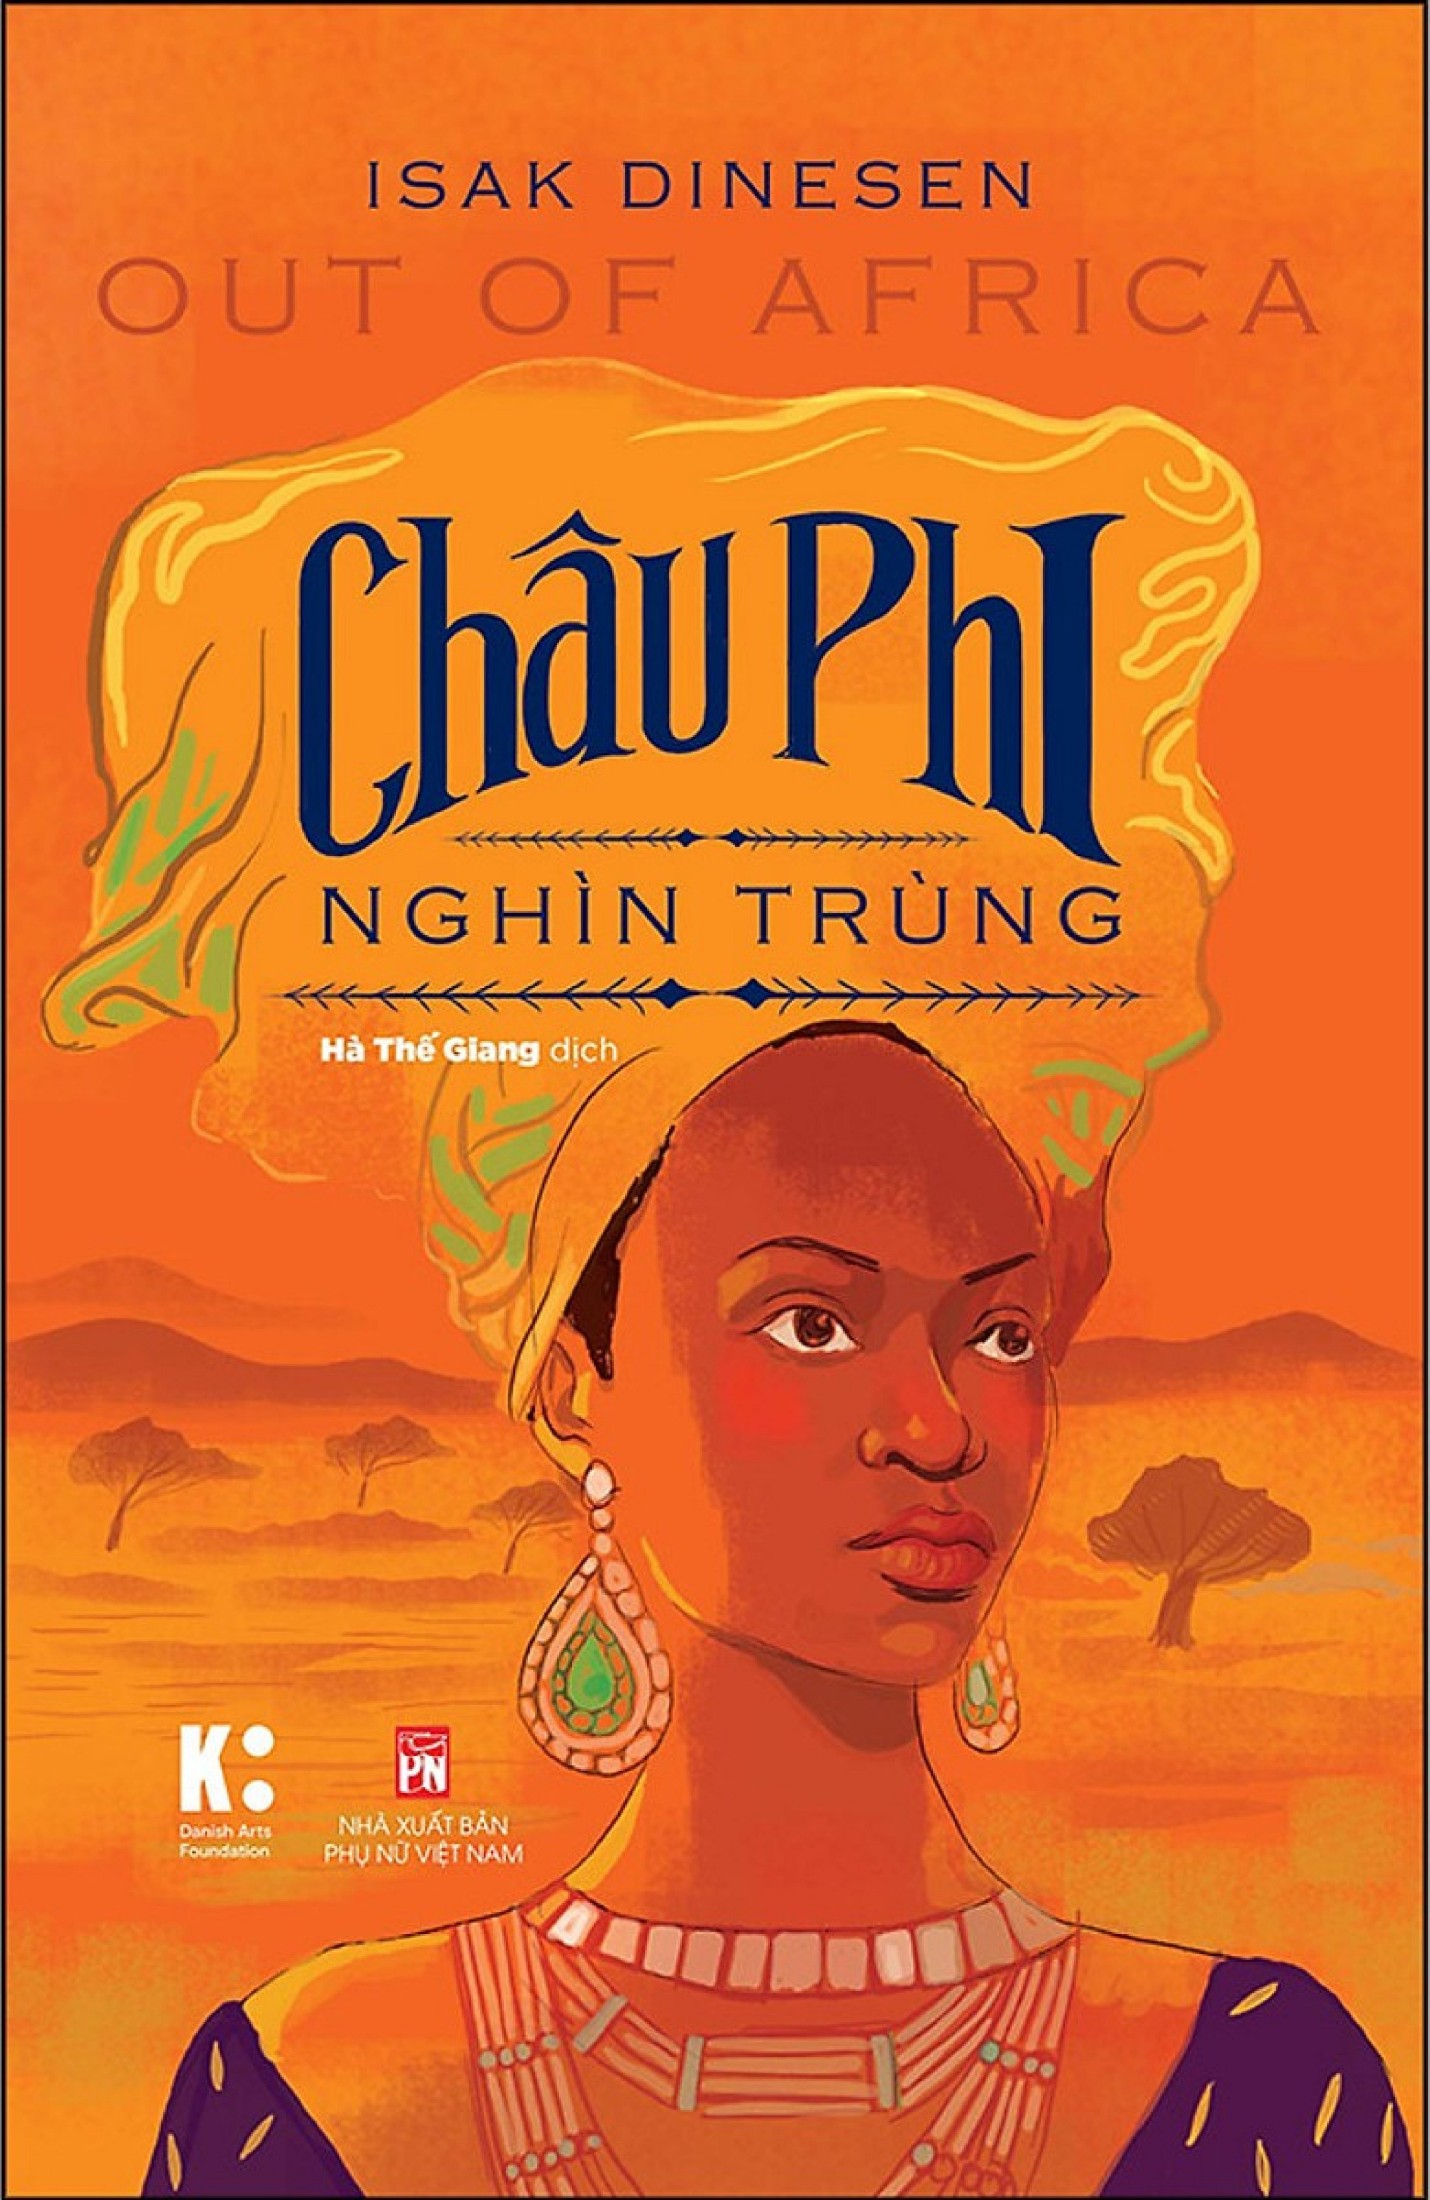 ISAK DINESEN
OUT OF AFRICA
Châu Phi
NGHÌN TRÙNG
Hà Thế Giang dịch
K:
Danish Arts
Foundation
PN
NHÀ XUẤT BẢN
PHỤ NỮ VIỆT NAM